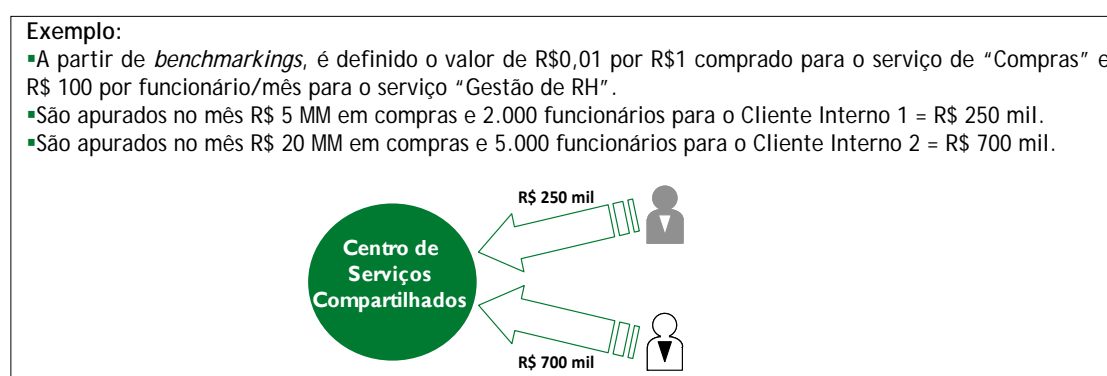 Exemplo:
▪A partir de benchmarkings, é definido o valor de R$0,01 por R$1 comprado para o serviço de “Compras” e
R$ 100 por funcionário/mês para o serviço “Gestão de RH”.
▪São apurados no mês R$ 5 MM em compras e 2.000 funcionários para o Cliente Interno 1 = R$ 250 mil.
▪São apurados no mês R$ 20 MM em compras e 5.000 funcionários para o Cliente Interno 2 = R$ 700 mil.
R$ 250 mil
Centro de
Serviços
Compartilhados
R$ 700 mil